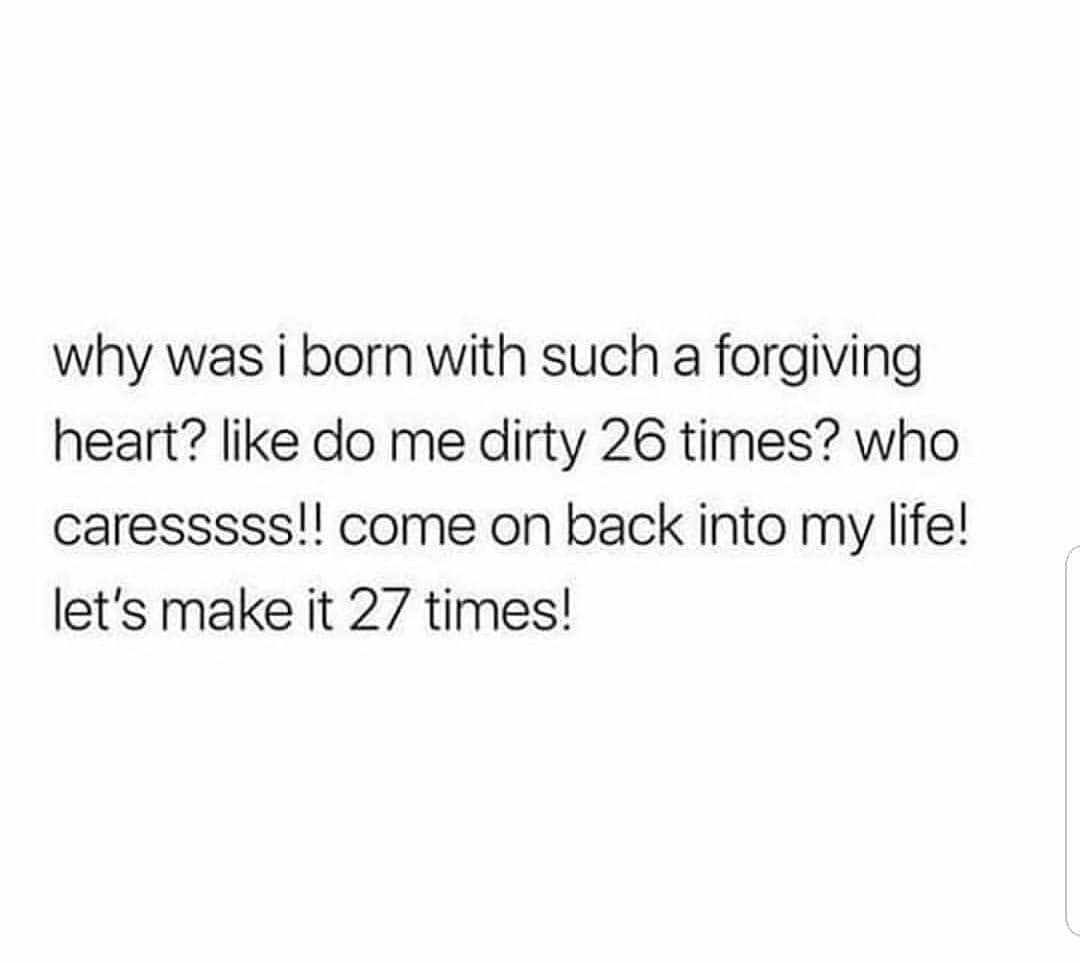 why was i born with such a forgiving
heart? like do me dirty 26 times? who
caresssss!! come on back into my life!
let's make it 27 times!